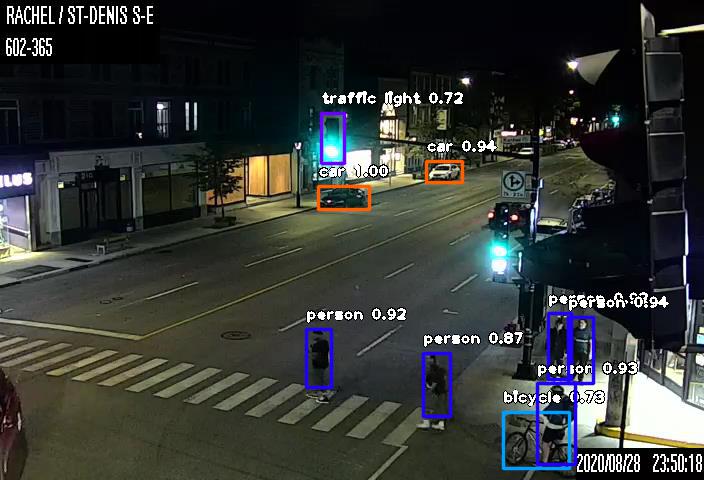 RACHEL / ST-DENIS S-E
602-365
traffic light 0.72
car 0.94
car 1.00
LUS
person 0.92
person 0.94
person 0.87
person 0.93
bicycle 0.73
2020/08/28 23:50:18